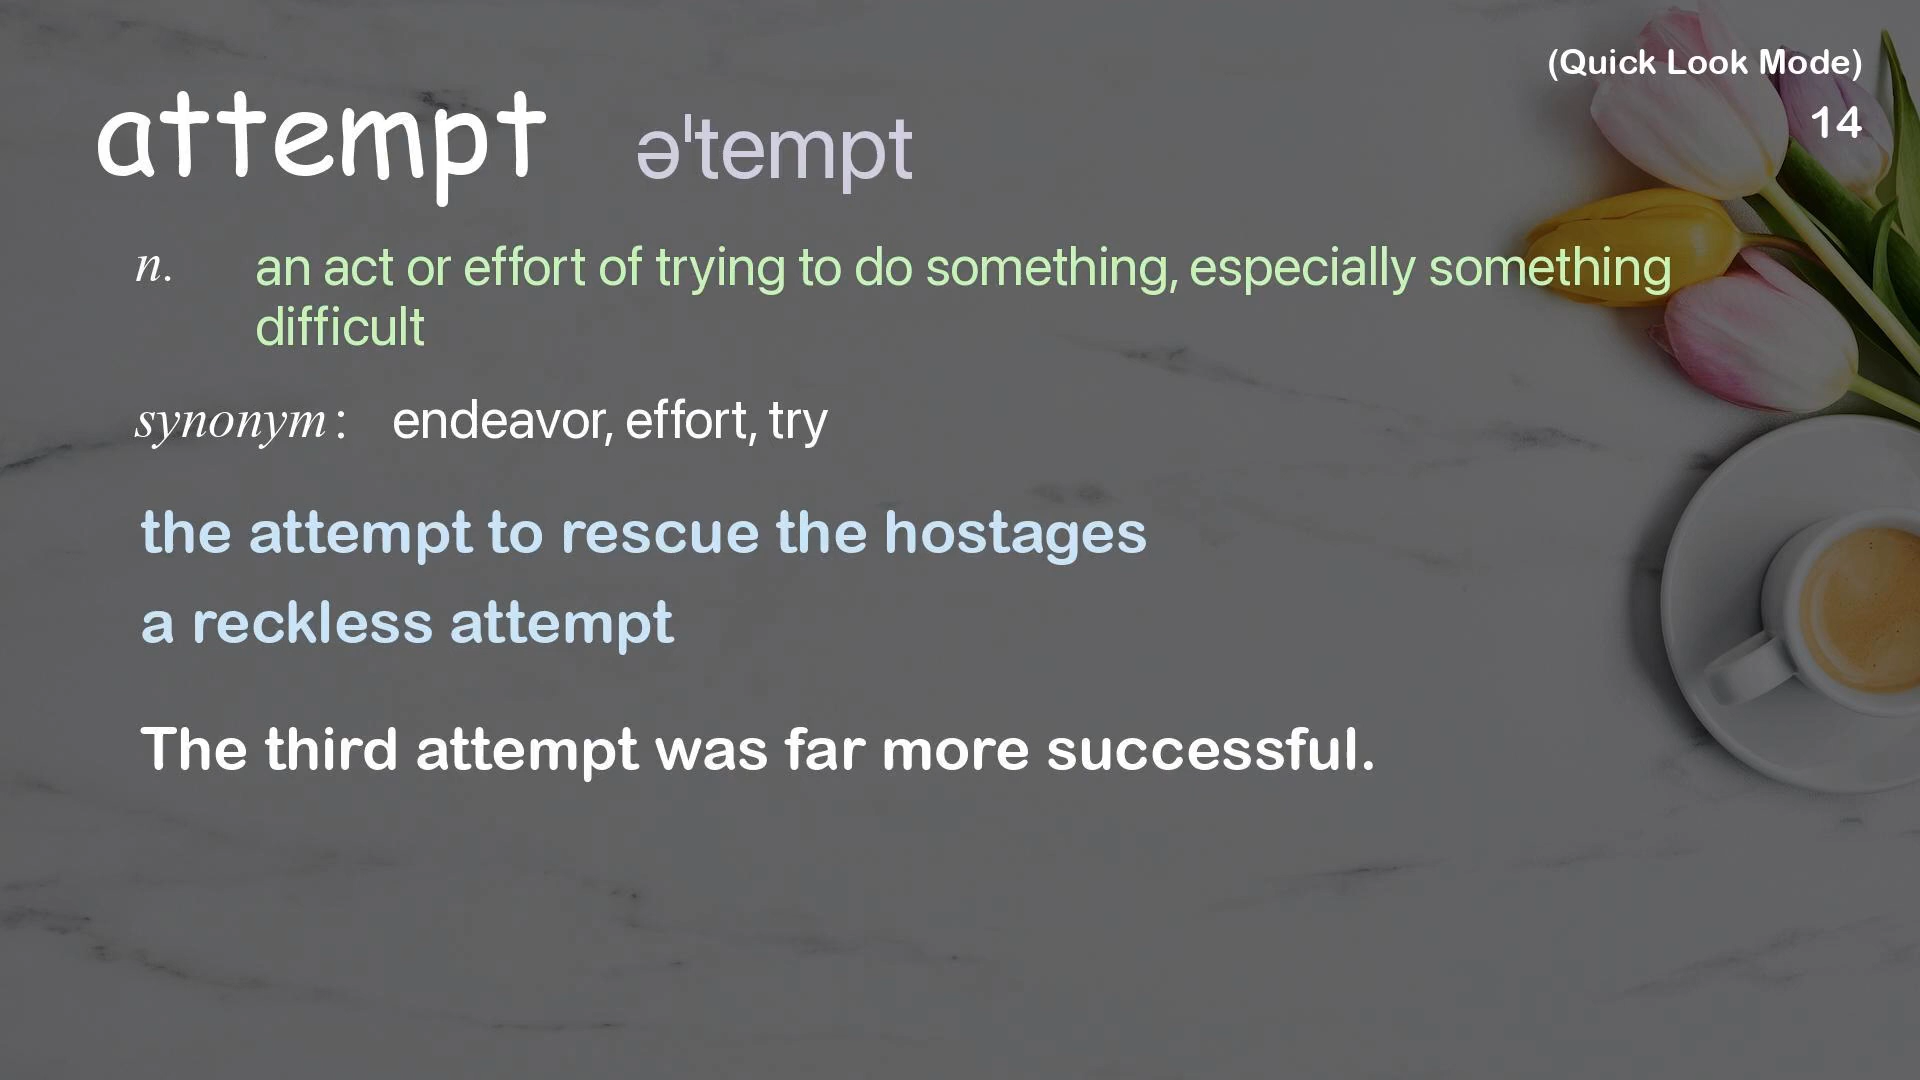 (Quick Look Mode)
14
attempt əˈtempt
n. an act or effort of trying to do something, especially something
difficult
synonym: endeavor, effort, try
the attempt to rescue the hostages
a reckless attempt
The third attempt was far more successful.